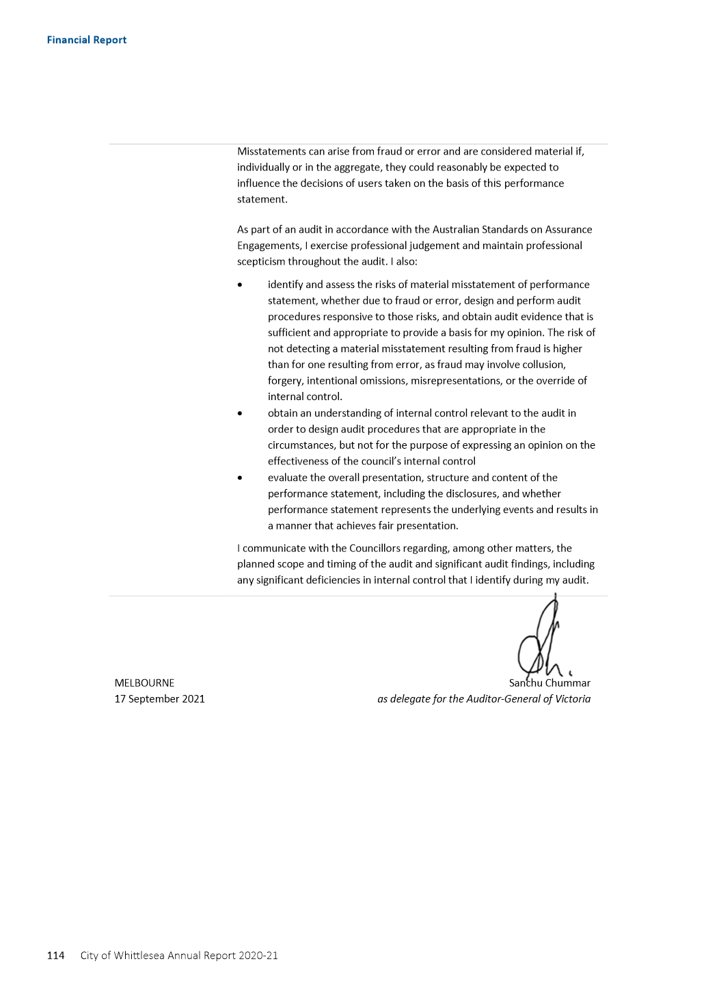 Financial Report
Misstatements can arise from fraud or error and are considered material if,
individually or in the aggregate, they could reasonably be expected to
influence the decisions of users taken on the basis of this performance
statement.
As part of an audit in accordance with the Australian Standards on Assurance
Engagements, I exercise professional judgement and maintain professional
scepticism throughout the audit. I also:
• identify and assess the risks of material misstatement of performance
statement, whether due to fraud or error, design and perform audit
procedures responsive to those risks, and obtain audit evidence that is
sufficient and appropriate to provide a basis for my opinion. The risk of
not detecting a material misstatement resulting from fraud is higher
than for one resulting from error, as fraud may involve collusion,
forgery, intentional omissions, misrepresentations, or the override of
internal control.
• obtain an understanding of internal control relevant to the audit in
order to design audit procedures that are appropriate in the
circumstances, but not for the purpose of expressing an opinion on the
effectiveness of the council’s internal control
• evaluate the overall presentation, structure and content of the
performance statement, including the disclosures, and whether
performance statement represents the underlying events and results in
a manner that achieves fair presentation.
I communicate with the Councillors regarding, among other matters, the
planned scope and timing of the audit and significant audit findings, including
any significant deficiencies in internal control that I identify during my audit.
MELBOURNE
17 September 2021
Sanchu Chummar
as delegate for the Auditor-General of Victoria
114 City of Whittlesea Annual Report 2020-21